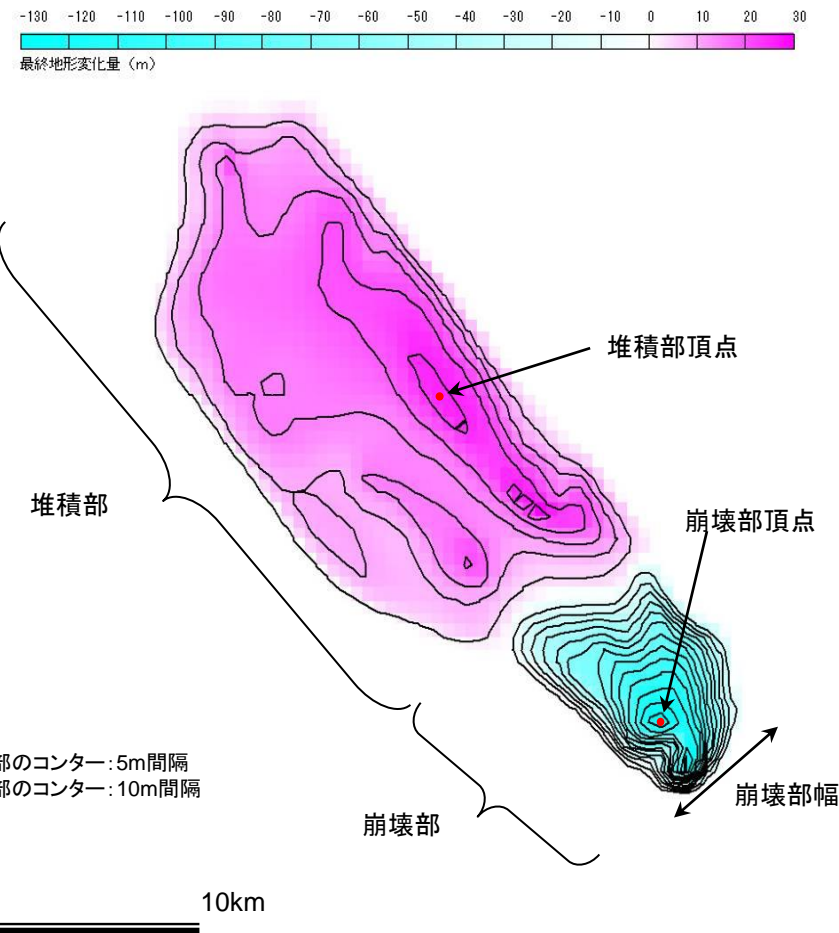 -130 -120 -110 -100 -90 -80 -70 -60 -50 -40 -30 -20 -10 0 10 20 30
最終地形変化量（m）
堆積部頂点
堆積部
崩壊部頂点
部のコンター：5m間隔
部のコンター：10m間隔
崩壊部幅
崩壊部
10km